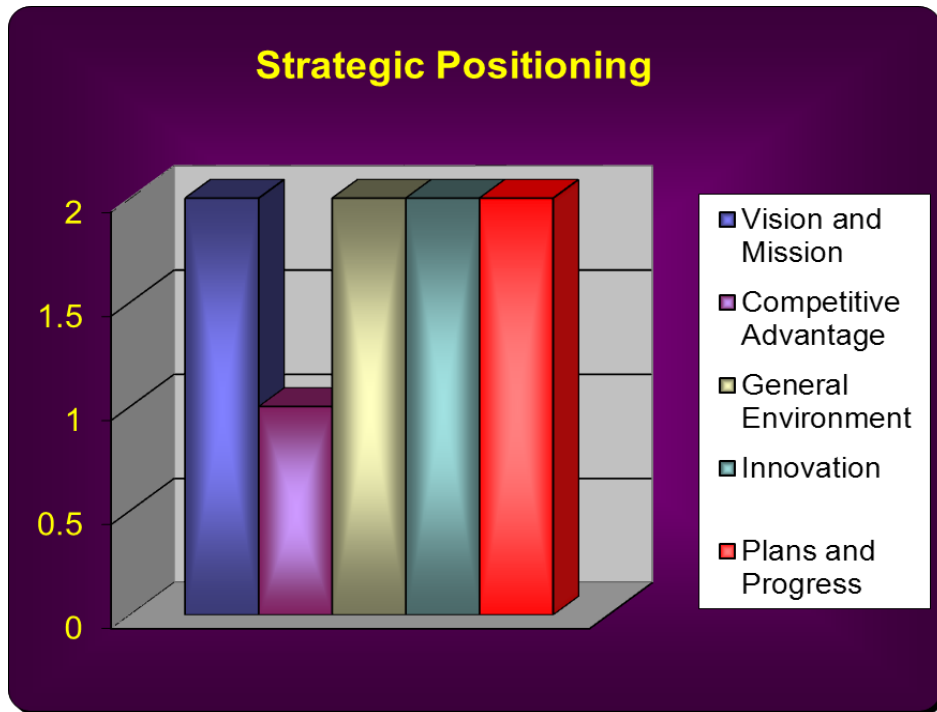 Strategic Positioning
2
1.5
1
0.5
0
Vision and
Mission
Competitive
Advantage
General
Environment
Innovation
Plans and
Progress